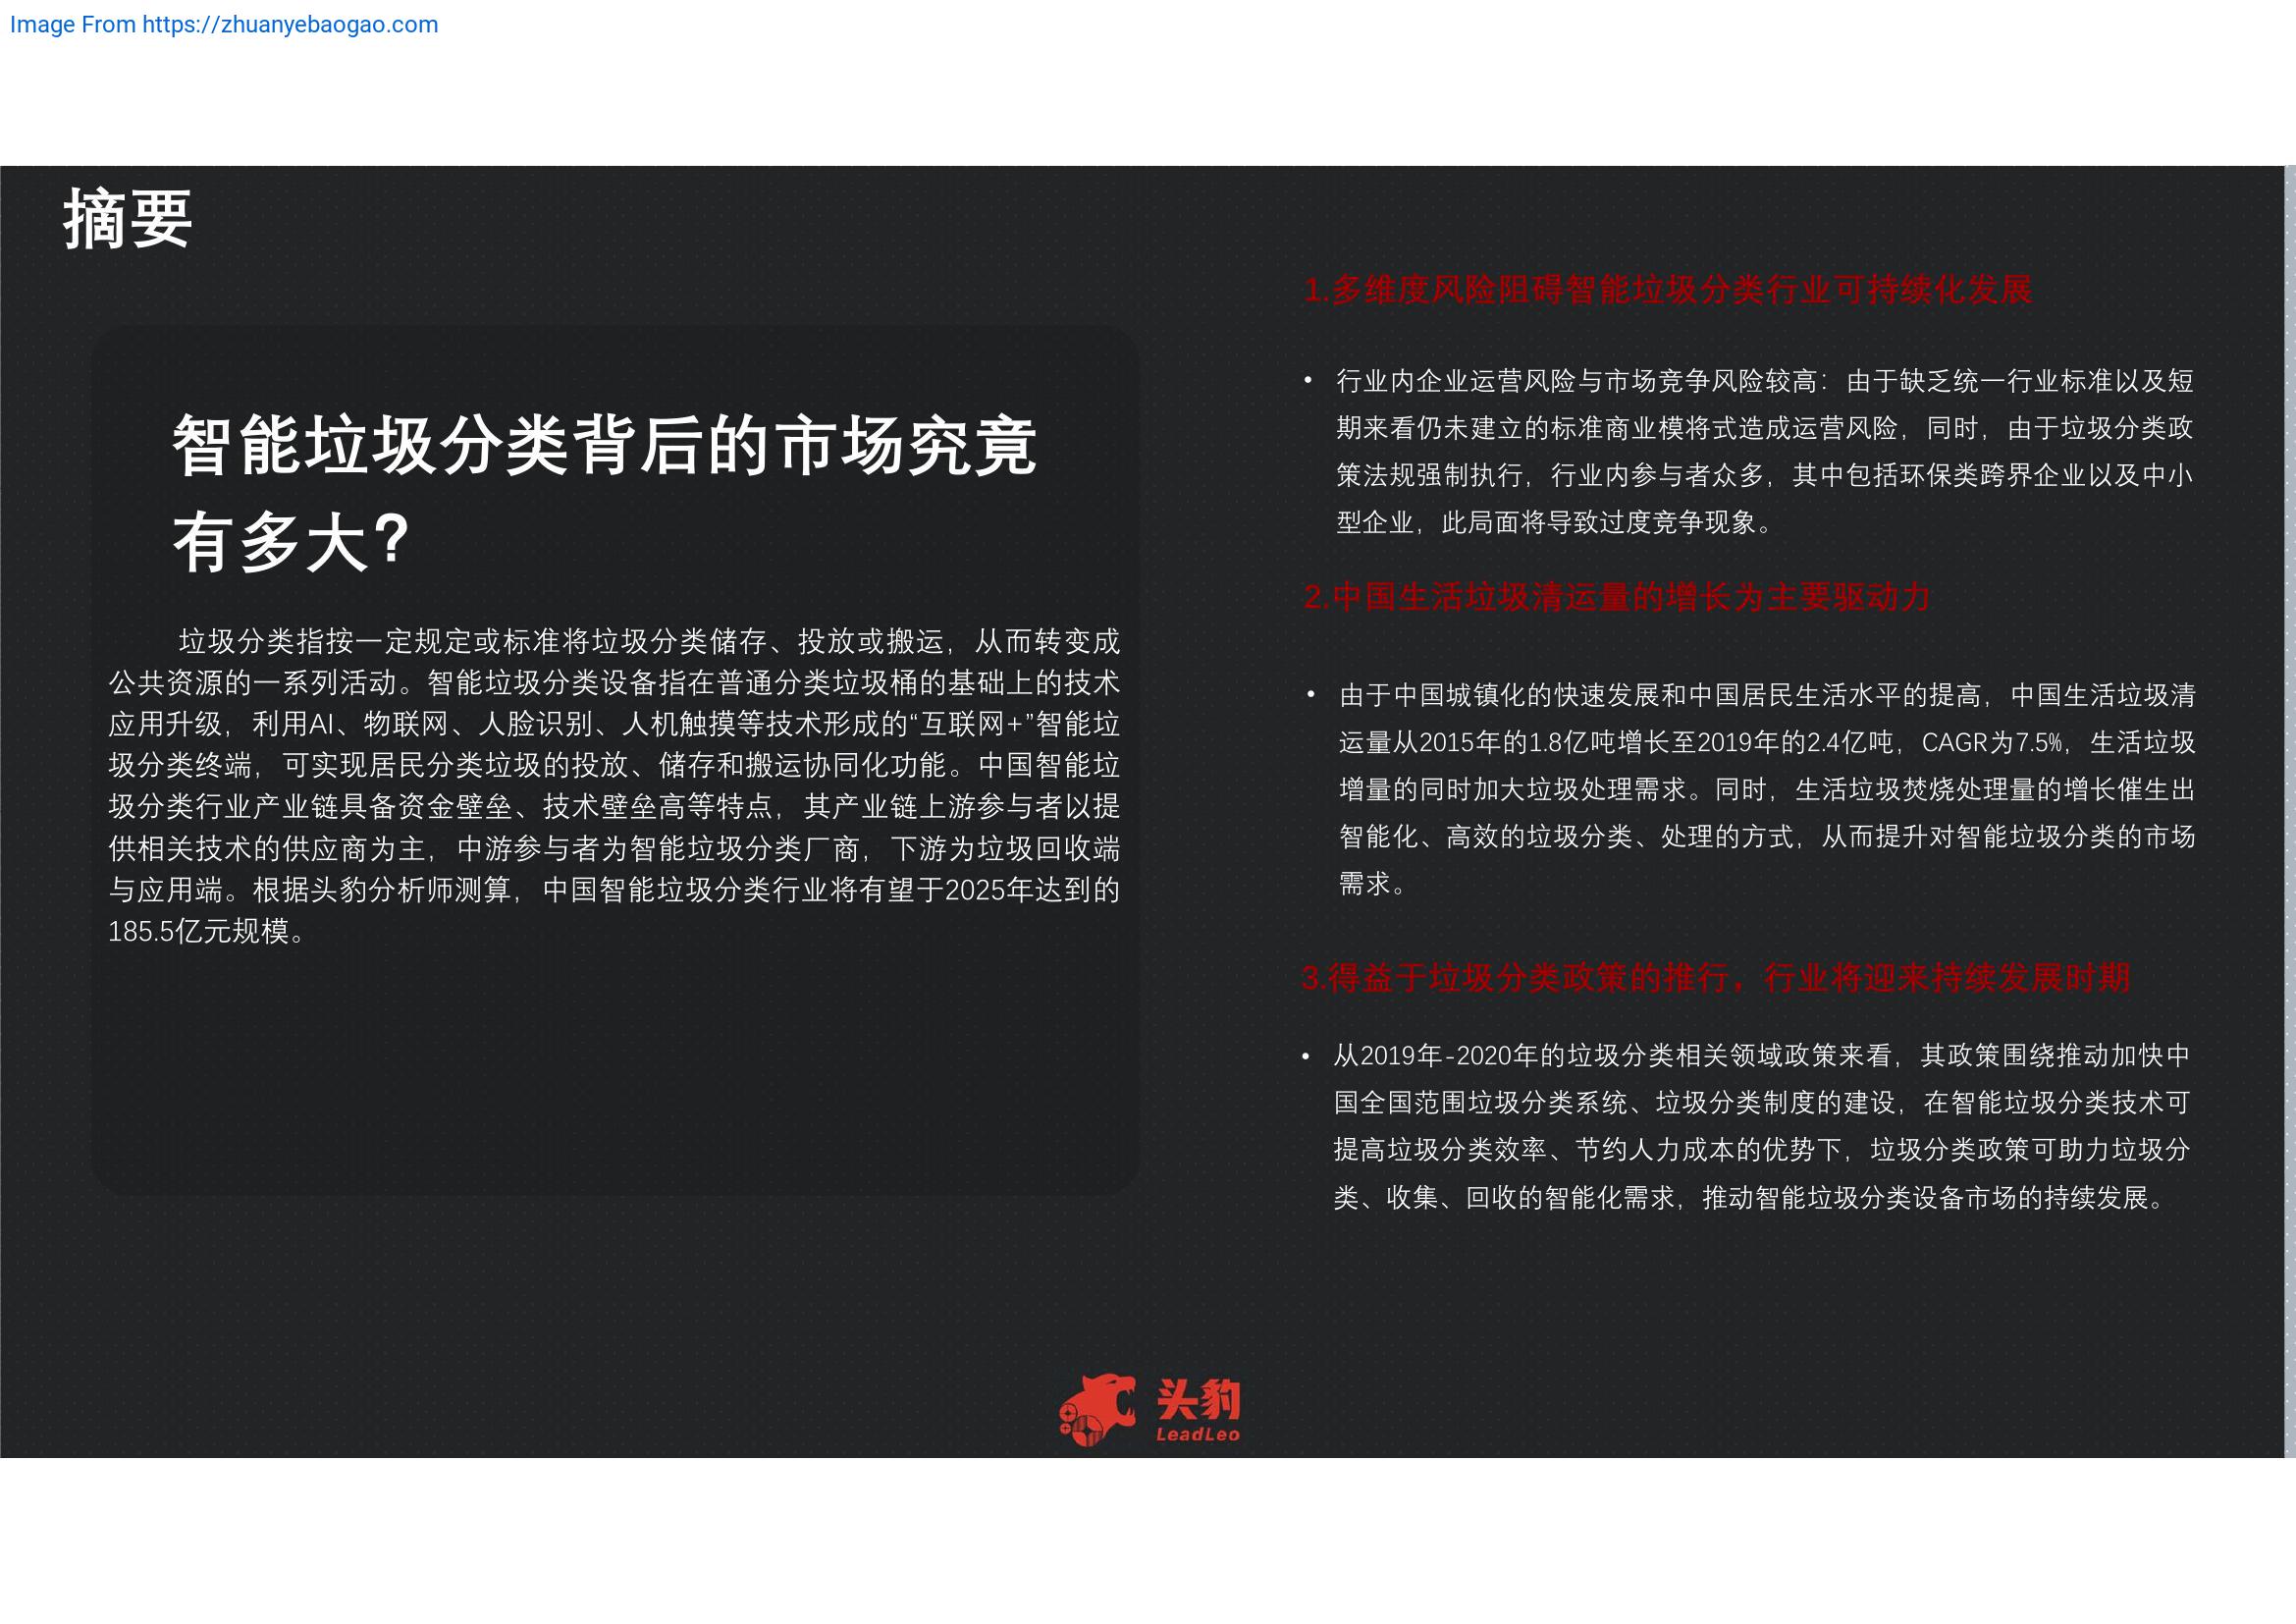 Image From https://zhuanyebaogao.com
摘要
智能垃圾分类背后的市场究竟
有多大?
垃圾分类指按一定规定或标准将垃圾分类储存、投放或搬运，从而转变成
公共资源的一系列活动。智能垃圾分类设备指在普通分类垃圾桶的基础上的技术
应用升级，利用AI、物联网、人脸识别、人机触摸等技术形成的“互联网+”智能垃
圾分类终端，可实现居民分类垃圾的投放、储存和搬运协同化功能。中国智能垃
圾分类行业产业链具备资金壁垒、技术壁垒高等特点，其产业链上游参与者以提
供相关技术的供应商为主，中游参与者为智能垃圾分类厂商，下游为垃圾回收端
与应用端。根据头豹分析师测算，中国智能垃圾分类行业将有望于2025年达到的
185.5亿元规模。
1.多维度风险阻碍智能垃圾分类行业可持续化发展
• 行业内企业运营风险与市场竞争风险较高：由于缺乏统一行业标准以及短
期来看仍未建立的标准商业模将式造成运营风险，同时，由于垃圾分类政
策法规强制执行，行业内参与者众多，其中包括环保类跨界企业以及中小
型企业，此局面将导致过度竞争现象。
2.中国生活垃圾清运量的增长为主要驱动力
• 由于中国城镇化的快速发展和中国居民生活水平的提高，中国生活垃圾清
运量从2015年的1.8亿吨增长至2019年的2.4亿吨，CAGR为7.5%，生活垃圾
增量的同时加大垃圾处理需求。同时，生活垃圾焚烧处理量的增长催生出
智能化、高效的垃圾分类、处理的方式，从而提升对智能垃圾分类的市场
需求。
3.得益于垃圾分类政策的推行，行业将迎来持续发展时期
• 从2019年-2020年的垃圾分类相关领域政策来看，其政策围绕推动加快中
国全国范围垃圾分类系统、垃圾分类制度的建设，在智能垃圾分类技术可
提高垃圾分类效率、节约人力成本的优势下，垃圾分类政策可助力垃圾分
类、收集、回收的智能化需求，推动智能垃圾分类设备市场的持续发展。
头豹
LeadLeo